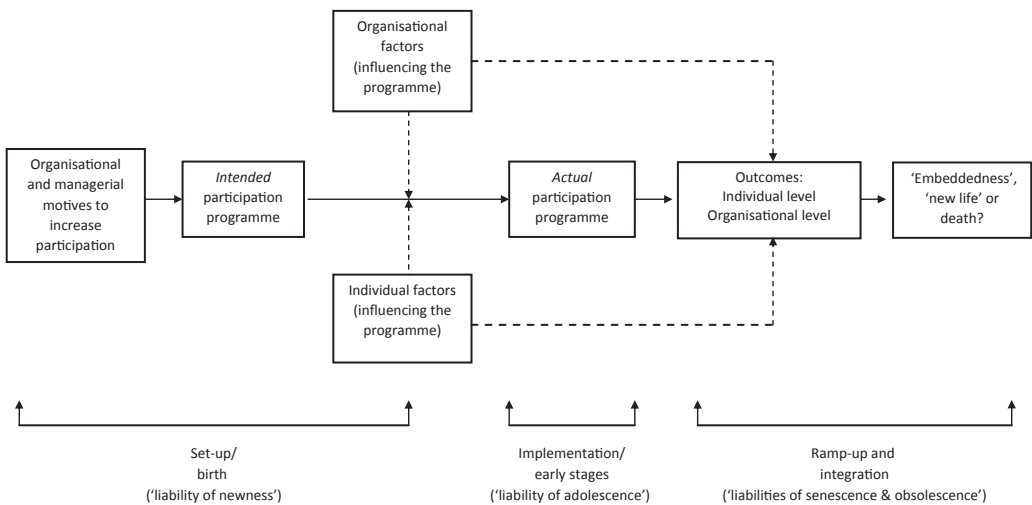 Organisational
factors
(influencing the
programme)
Organisational
and managerial
motives to
increase
participation
Intended
participation
programme
Actual
participation
programme
Outcomes:
Individual level
Organisational level
‘Embeddedness’,
‘new life’ or
death?
Individual factors
(influencing the
programme)
Set-up/
birth
(‘liability of newness’)
Implementation/
early stages
(‘liability of adolescence’)
Ramp-up and
integration
(‘liabilities of senescence & obsolescence’)